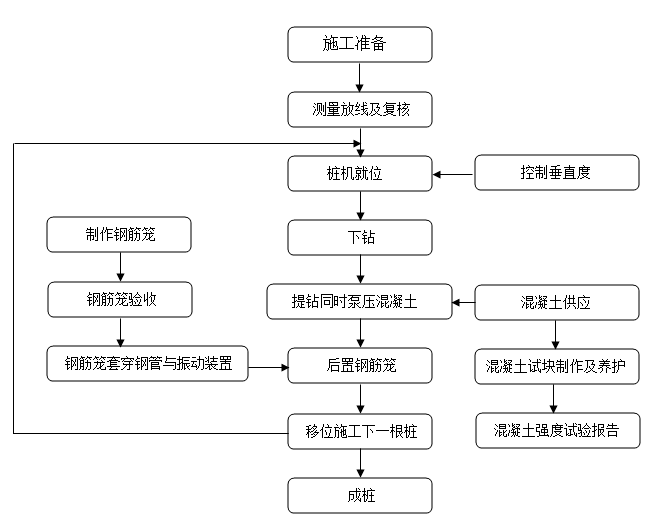 施工准备
测量放线及复核
桩机就位
控制垂直度
制作钢筋笼
下钻
钢筋笼验收
提钻同时泵压混凝土
混凝土供应
钢筋笼套穿钢管与振动装置
后置钢筋笼
混凝土试块制作及养护
移位施工下一根桩
混凝土强度试验报告
成桩